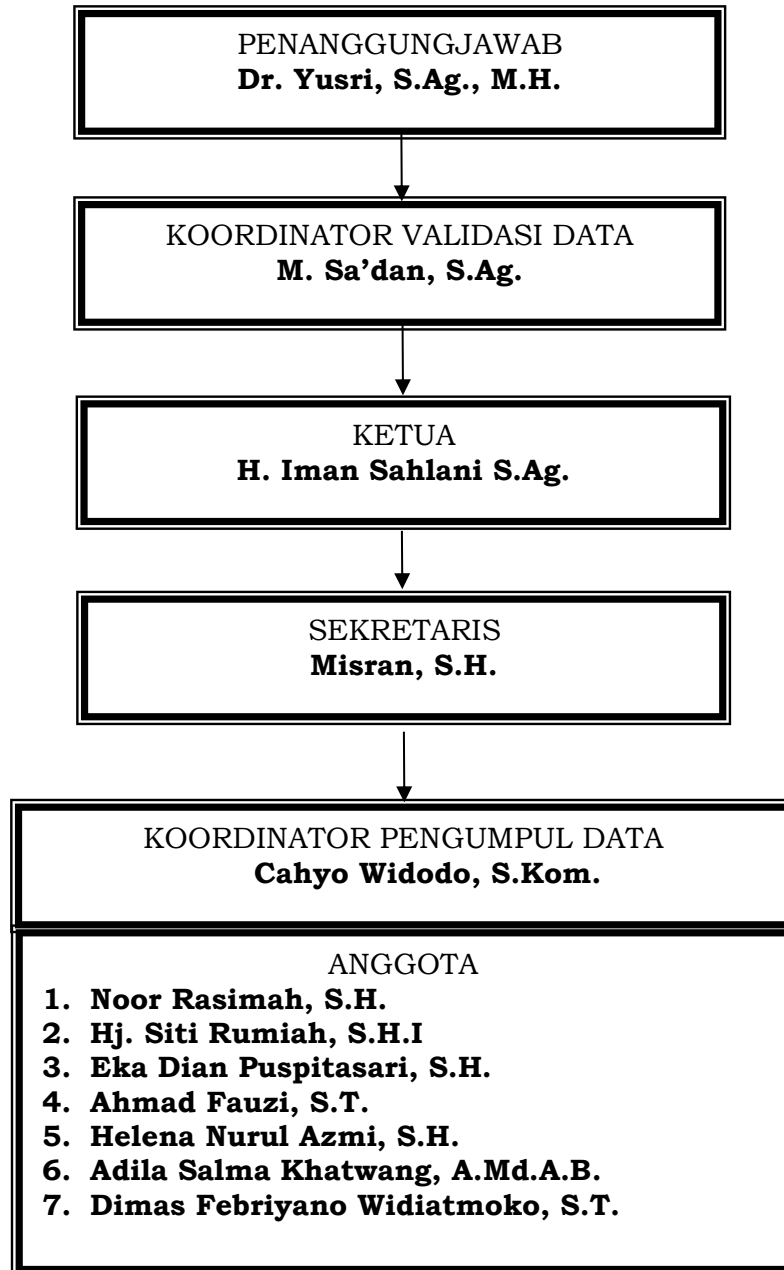 PENANGGUNGJAWAB
Dr. Yusri, S.Ag., M.H.
KOORDINATOR VALIDASI DATA
M. Sa’dan, S.Ag.
KETUA
H. Iman Sahlani S.Ag.
SEKRETARIS
Misran, S.H.
KOORDINATOR PENGUMPUL DATA
Cahyo Widodo, S.Kom.
ANGGOTA
1. Noor Rasimah, S.H.
2. Hj. Siti Rumiah, S.H.I
3. Eka Dian Puspitasari, S.H.
4. Ahmad Fauzi, S.T.
5. Helena Nurul Azmi, S.H.
6. Adila Salma Khatwang, A.Md.A.B.
7. Dimas Febriyano Widiatmoko, S.T.